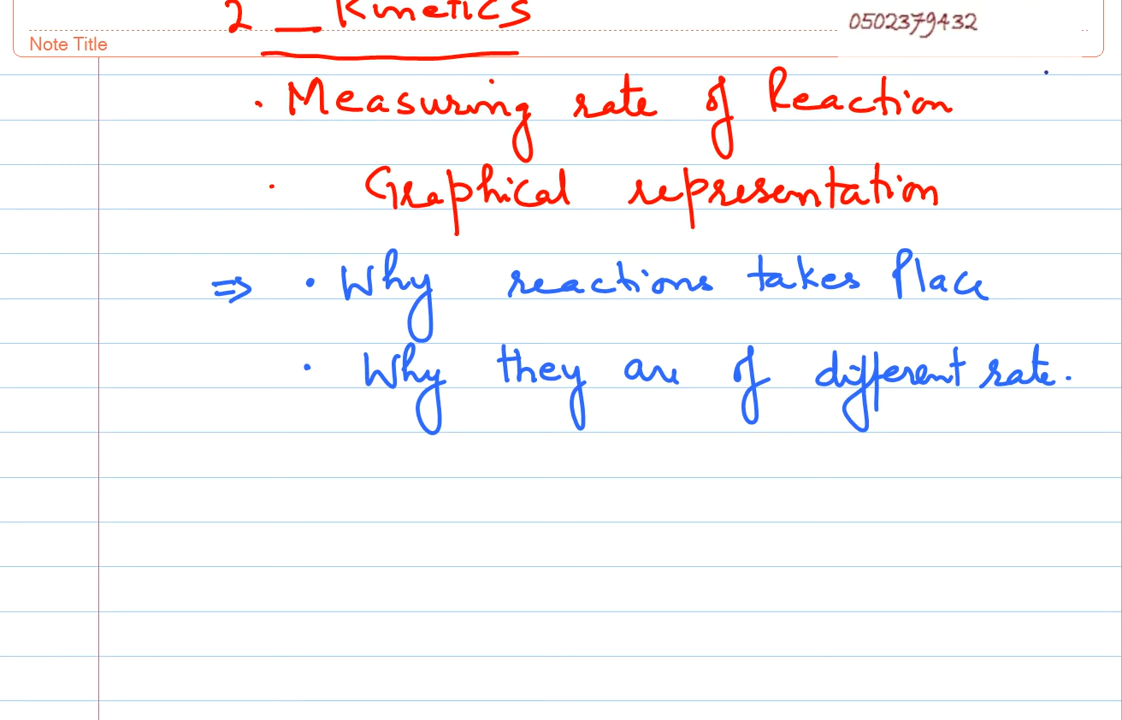 2 _ Kinetics
0502379432
Note Title
· Measuring rate of Reaction
· Graphical representation
⇒ · Why reactions takes Place
· Why they are of different rate.